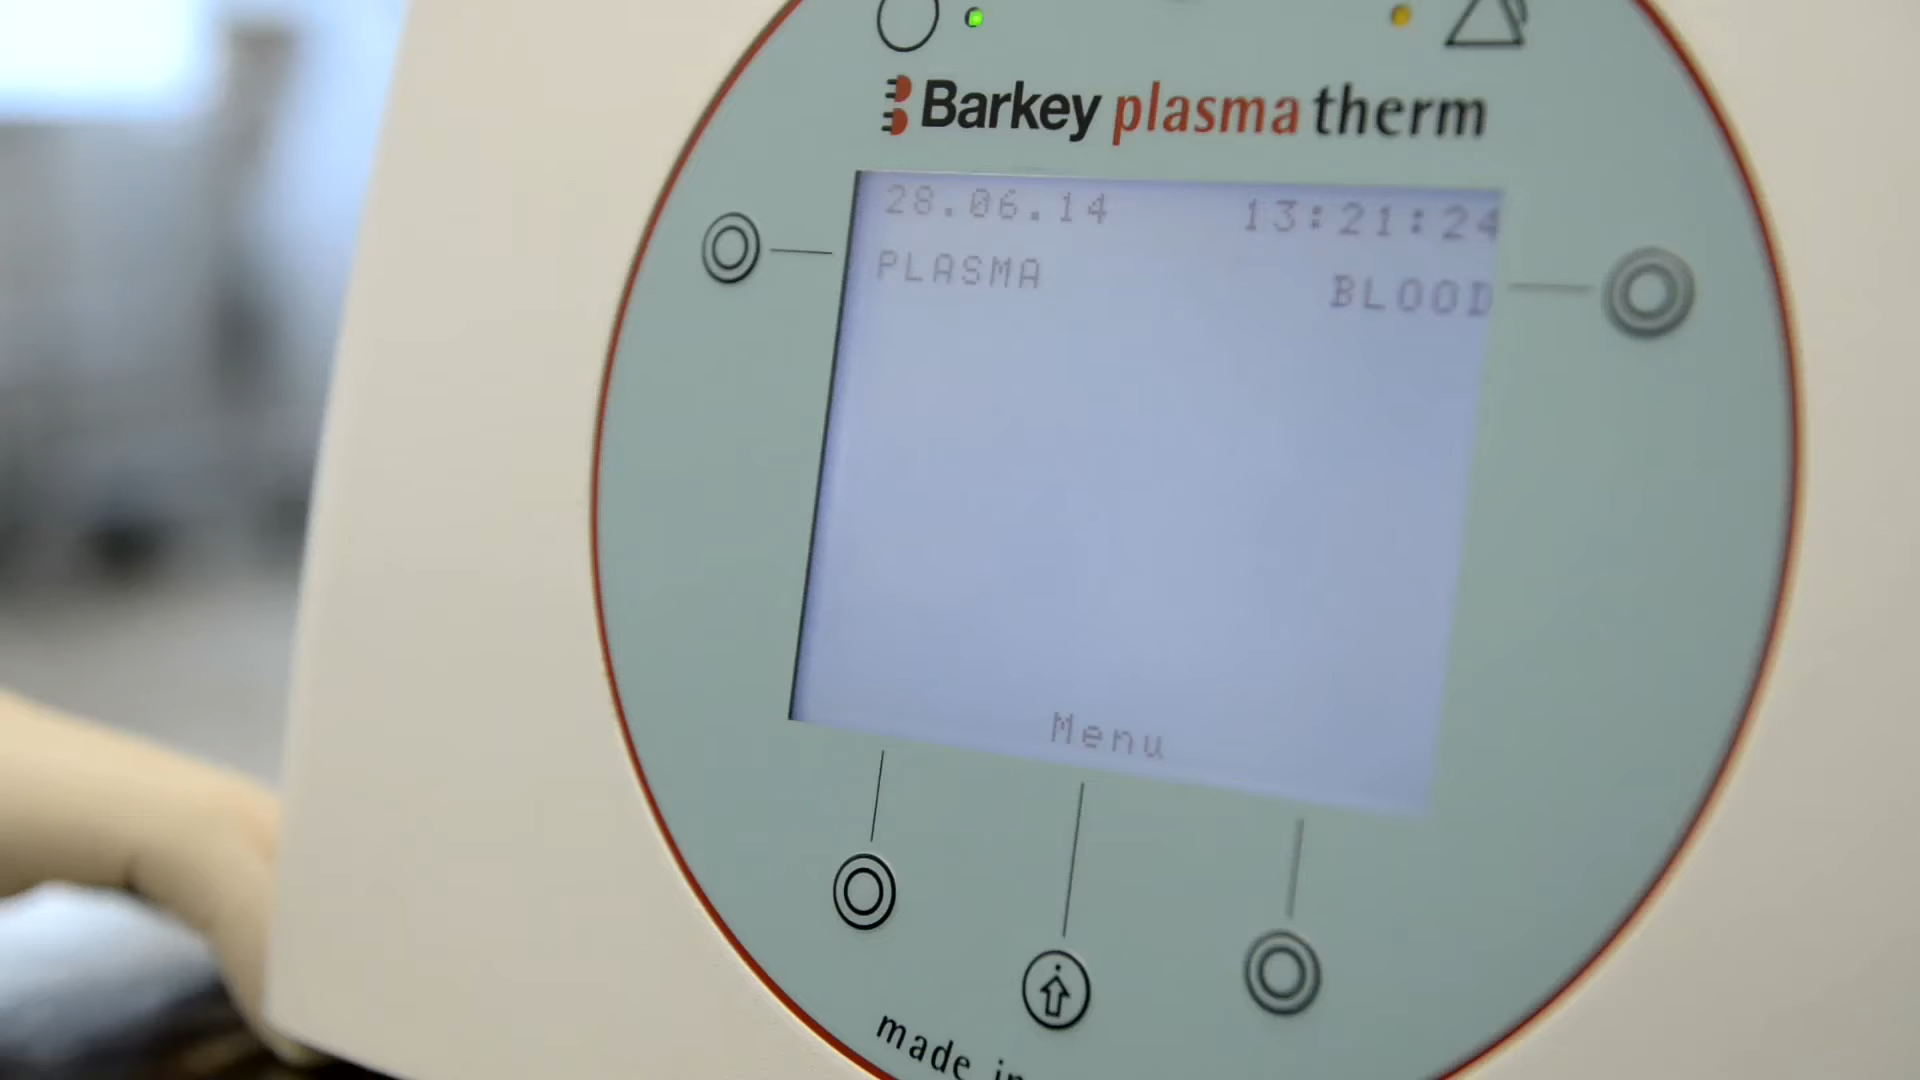 Barkey plasma therm
28.06.14 13:21:24
PLASMA BLOOD
Menu
made in